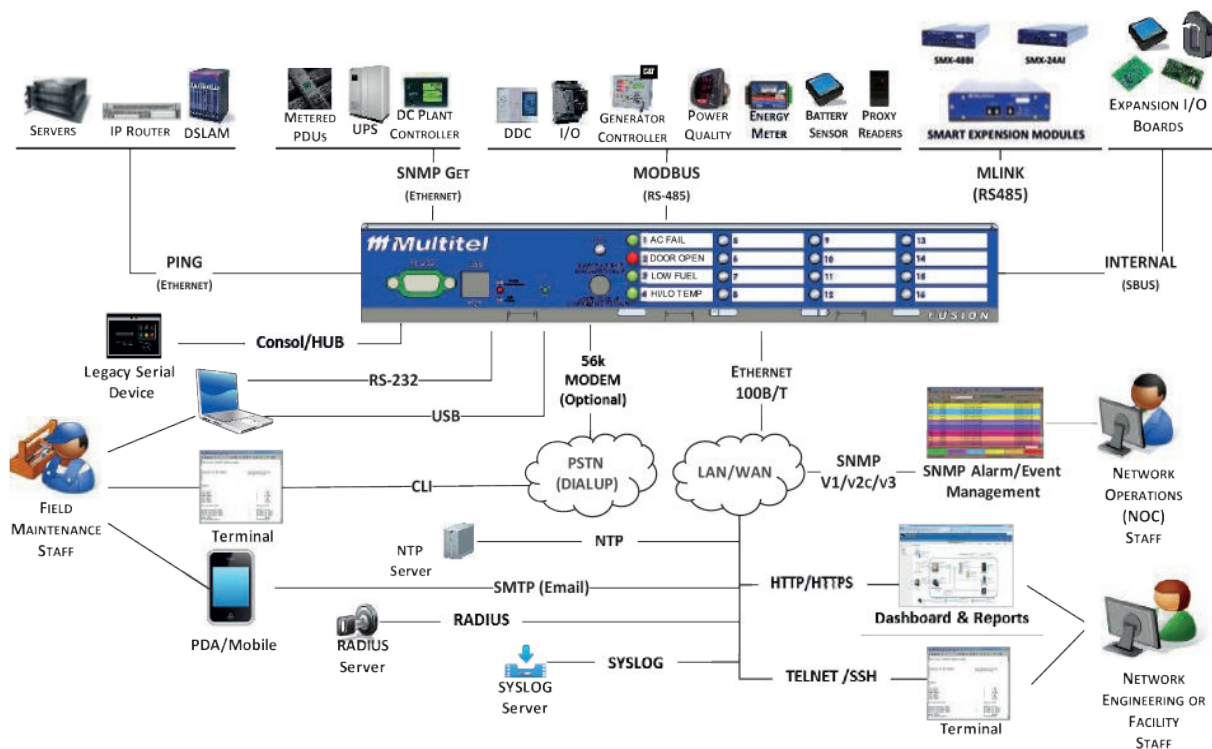 SMX-48BI
SMX-24AI
SERVERS
IP ROUTER
DSLAM
METERED
PDUs
UPS
DC PLANT
CONTROLLER
DDC
I/O
CAT
GENERATOR
CONTROLLER
POWER
QUALITY
ENERGY
METER
BATTERY
SENSOR
PROXY
READERS
SMART EXPENSION MODULES
EXPANSION I/O
BOARDS
SNMP GET
(ETHERNET)
MODBUS
(RS-485)
MLINK
(RS485)
PING
(ETHERNET)
Multitel
1 AC FAIL
2 DOOR OPEN
3 LOW FUEL
4 HI/LO TEMP
5
6
7
8
9
10
11
12
13
14
15
16
FUSION
INTERNAL
(SBUS)
Legacy Serial
Device
Consol/HUB
RS-232
USB
56k
MODEM
(Optional)
ETHERNET
100B/T
PSTN
(DIALUP)
LAN/WAN
SNMP
V1/v2c/v3
SNMP Alarm/Event
Management
NETWORK
OPERATIONS
(NOC)
STAFF
FIELD
MAINTENANCE
STAFF
Terminal
CLI
NTP
Server
NTP
PDA/Mobile
SMTP (Email)
HTTP/HTTPS
Dashboard & Reports
RADIUS
Server
RADIUS
SYSLOG
Server
SYSLOG
TELNET /SSH
Terminal
NETWORK
ENGINEERING OR
FACILITY
STAFF